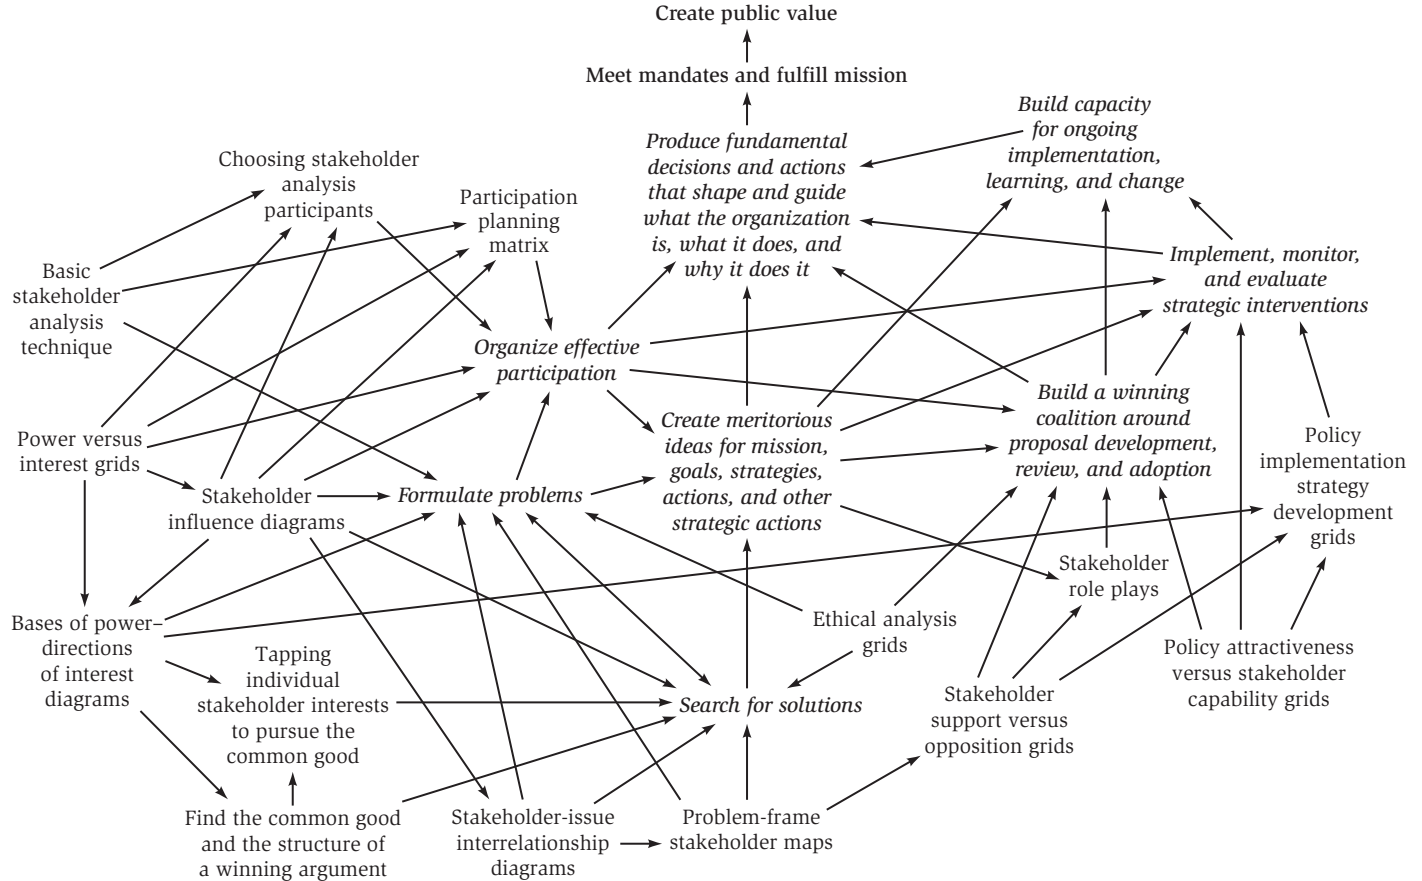 Create public value
Meet mandates and fulfill mission
Build capacity
for ongoing
implementation,
learning, and change
Produce fundamental
decisions and actions
that shape and guide
what the organization
is, what it does, and
why it does it
Choosing stakeholder
analysis
participants
Participation
planning
matrix
Basic
stakeholder
analysis
technique
Implement, monitor,
and evaluate
strategic interventions
Organize effective
participation
Build a winning
coalition around
proposal development,
review, and adoption
Create meritorious
ideas for mission,
goals, strategies,
actions, and other
strategic actions
Power versus
interest grids
Policy
implementation
strategy
development
grids
Stakeholder
influence diagrams
Formulate problems
Stakeholder
role plays
Ethical analysis
grids
Bases of power–
directions
of interest
diagrams
Tapping
individual
stakeholder interests
to pursue the
common good
Search for solutions
Stakeholder
support versus
opposition grids
Policy attractiveness
versus stakeholder
capability grids
Find the common good
and the structure of
a winning argument
Stakeholder-issue
interrelationship
diagrams
Problem-frame
stakeholder maps